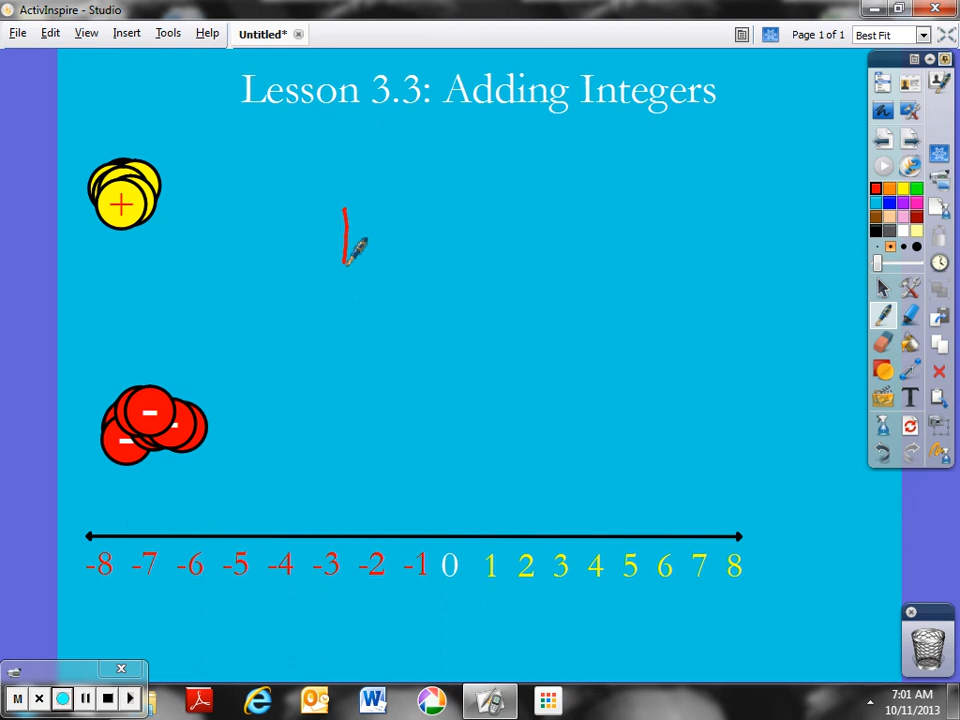 ActivInspire - Studio
File Edit View Insert Tools Help Untitled* Page 1 of 1 Best Fit
Lesson 3.3: Adding Integers
+
-
- -
-8 -7 -6 -5 -4 -3 -2 -1 0 1 2 3 4 5 6 7 8
M
7:01 AM
10/11/2013